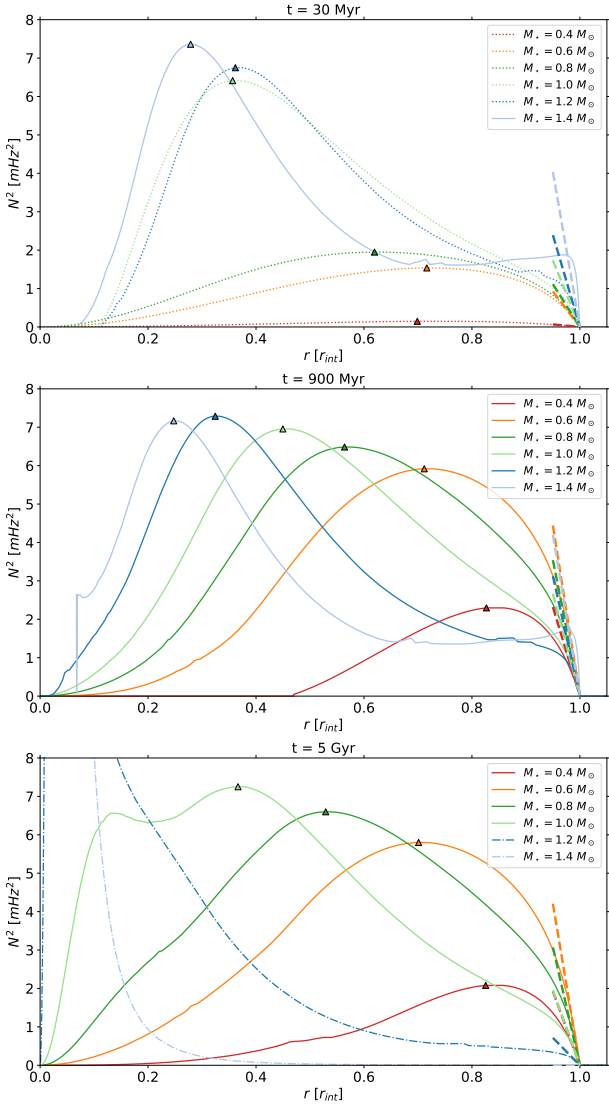 t = 30 Myr
8
7
6
5
4
3
2
1
0
N² [mHz²]
0.0 0.2 0.4 0.6 0.8 1.0
r [r_int]
M⋆ = 0.4 M⊙
M⋆ = 0.6 M⊙
M⋆ = 0.8 M⊙
M⋆ = 1.0 M⊙
M⋆ = 1.2 M⊙
M⋆ = 1.4 M⊙
t = 900 Myr
8
7
6
5
4
3
2
1
0
N² [mHz²]
0.0 0.2 0.4 0.6 0.8 1.0
r [r_int]
M⋆ = 0.4 M⊙
M⋆ = 0.6 M⊙
M⋆ = 0.8 M⊙
M⋆ = 1.0 M⊙
M⋆ = 1.2 M⊙
M⋆ = 1.4 M⊙
t = 5 Gyr
8
7
6
5
4
3
2
1
0
N² [mHz²]
0.0 0.2 0.4 0.6 0.8 1.0
r [r_int]
M⋆ = 0.4 M⊙
M⋆ = 0.6 M⊙
M⋆ = 0.8 M⊙
M⋆ = 1.0 M⊙
M⋆ = 1.2 M⊙
M⋆ = 1.4 M⊙